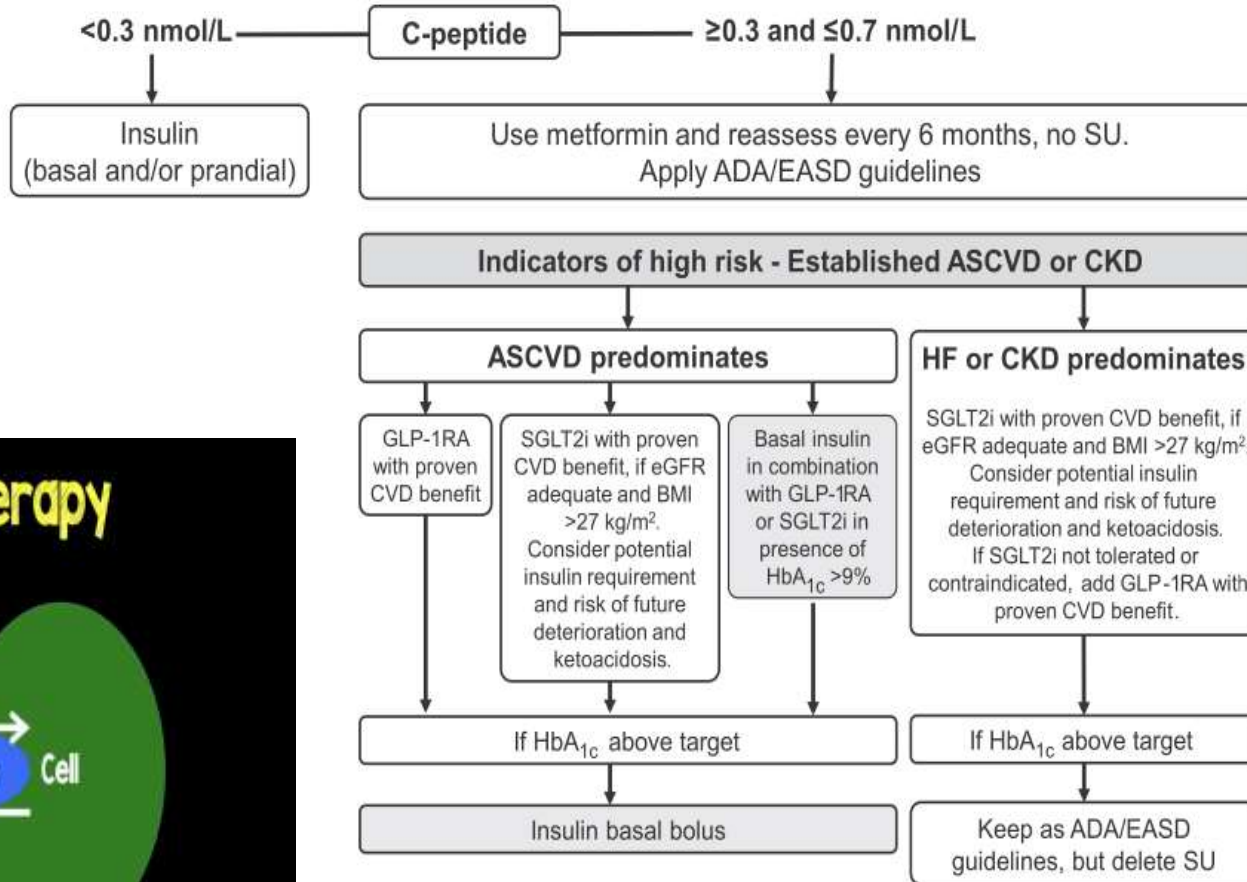 <0.3 nmol/L
C-peptide
≥0.3 and ≤0.7 nmol/L
Insulin
(basal and/or prandial)
Use metformin and reassess every 6 months, no SU.
Apply ADA/EASD guidelines
Indicators of high risk - Established ASCVD or CKD
ASCVD predominates
GLP-1RA
with proven
CVD benefit
SGLT2i with proven
CVD benefit, if eGFR
adequate and BMI
>27 kg/m².
Consider potential
insulin requirement
and risk of future
deterioration and
ketoacidosis.
Basal insulin
in combination
with GLP-1RA
or SGLT2i in
presence of
HbA₁c >9%
HF or CKD predominates
SGLT2i with proven CVD benefit, if
eGFR adequate and BMI >27 kg/m².
Consider potential insulin
requirement and risk of future
deterioration and ketoacidosis.
If SGLT2i not tolerated or
contraindicated, add GLP-1RA with
proven CVD benefit.
If HbA₁c above target
Insulin basal bolus
If HbA₁c above target
Keep as ADA/EASD
guidelines, but delete SU
erapy
Cell